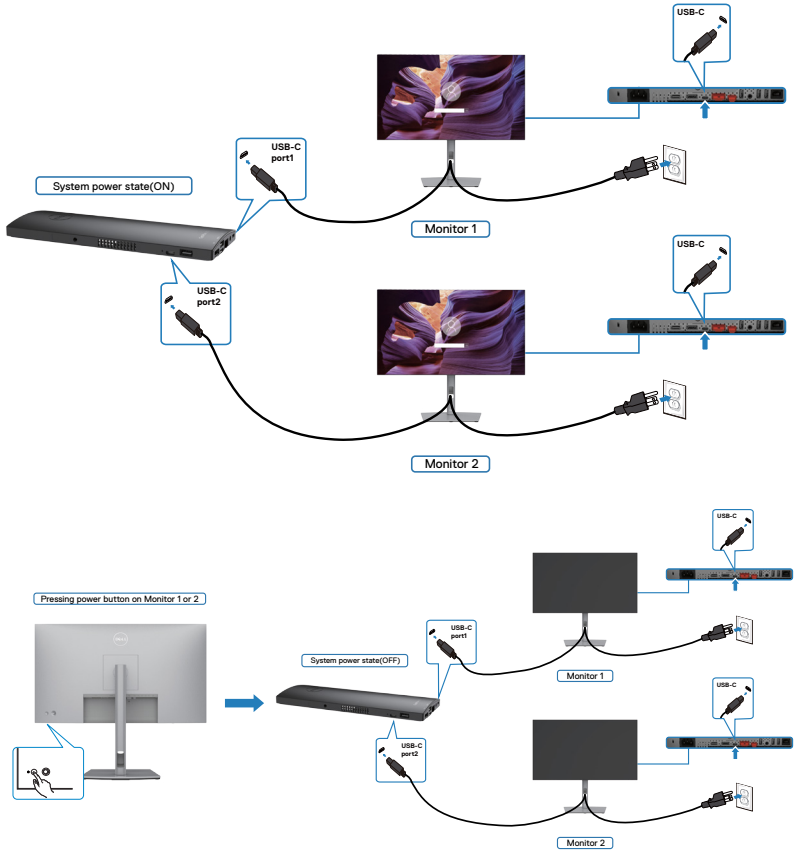 USB-C
USB-C
port1
System power state(ON)
Monitor 1
USB-C
USB-C
port2
Monitor 2
USB-C
Pressing power button on Monitor 1 or 2
DELL
USB-C
port1
System power state(OFF)
Monitor 1
USB-C
USB-C
port2
Monitor 2